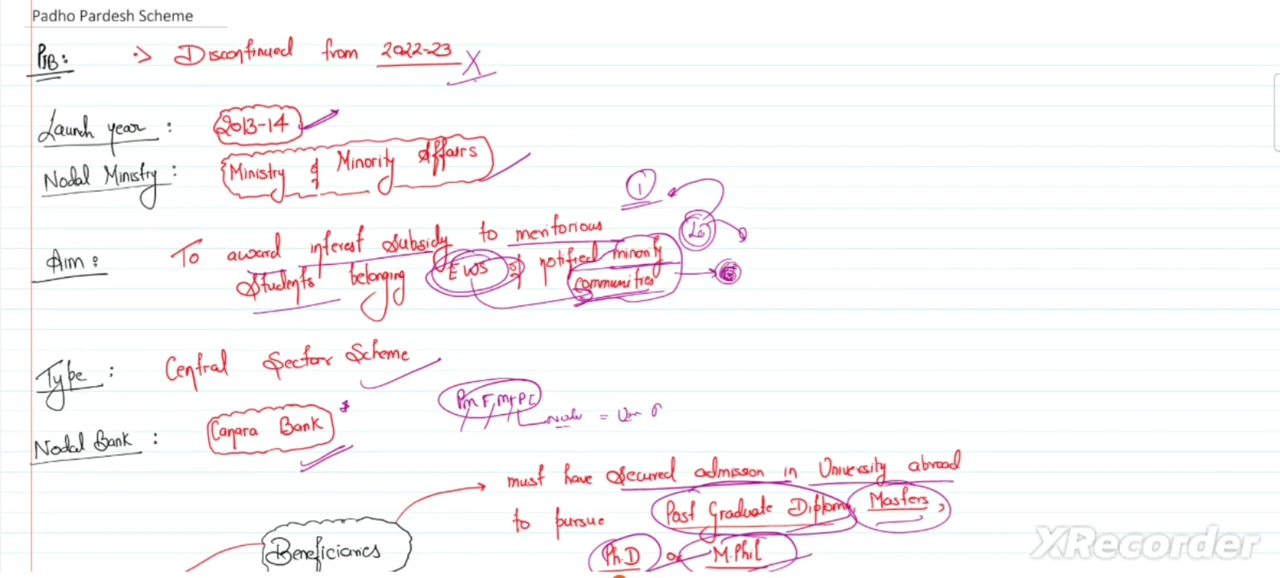 Padho Pardesh Scheme
PIB: :> Discontinued from 2022-23 X
Launch year : 2013-14
Nodal Ministry : Ministry of Minority Affairs
1
Aim : To award interest subsidy to meritorious
students belonging EWS of notified minority
communities 6
Type : Central Sector Scheme
Nodal Bank : Canara Bank
must have secured admission in University abroad
to pursue Post Graduate Diploma, Masters,
Ph.D or M.Phil
Beneficiaries
XRecorder